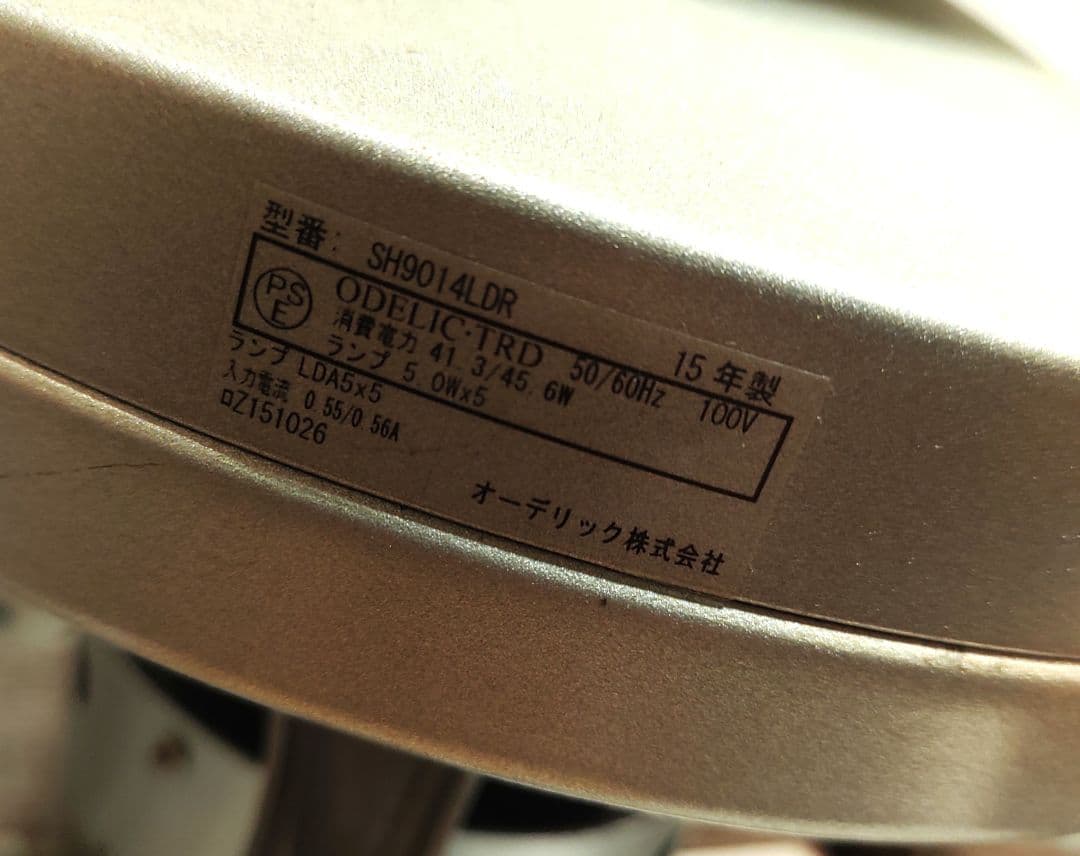 型番: SH9014LDR 15年製
PSE ODELIC・TRD 50/60Hz 100V
消費電力 41.3/45.6W
ランプ 5.0W×5
ランプ LDA5×5
入力電流 0.55/0.56A
ロZ151026
オーデリック株式会社